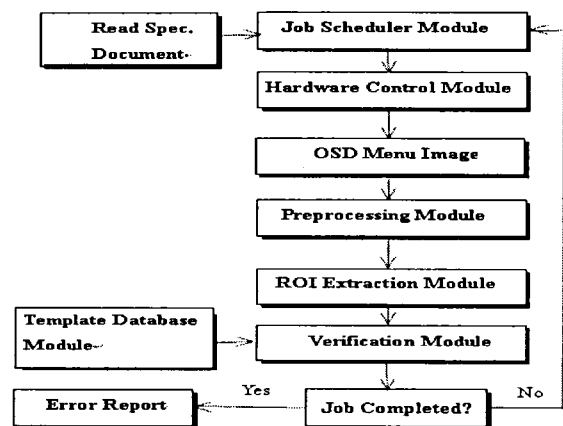 Read Spec.
Document
Job Scheduler Module
Hardware Control Module
OSD Menu Image
Preprocessing Module
ROI Extraction Module
Template Database
Module
Verification Module
Yes
No
Error Report
Job Completed?